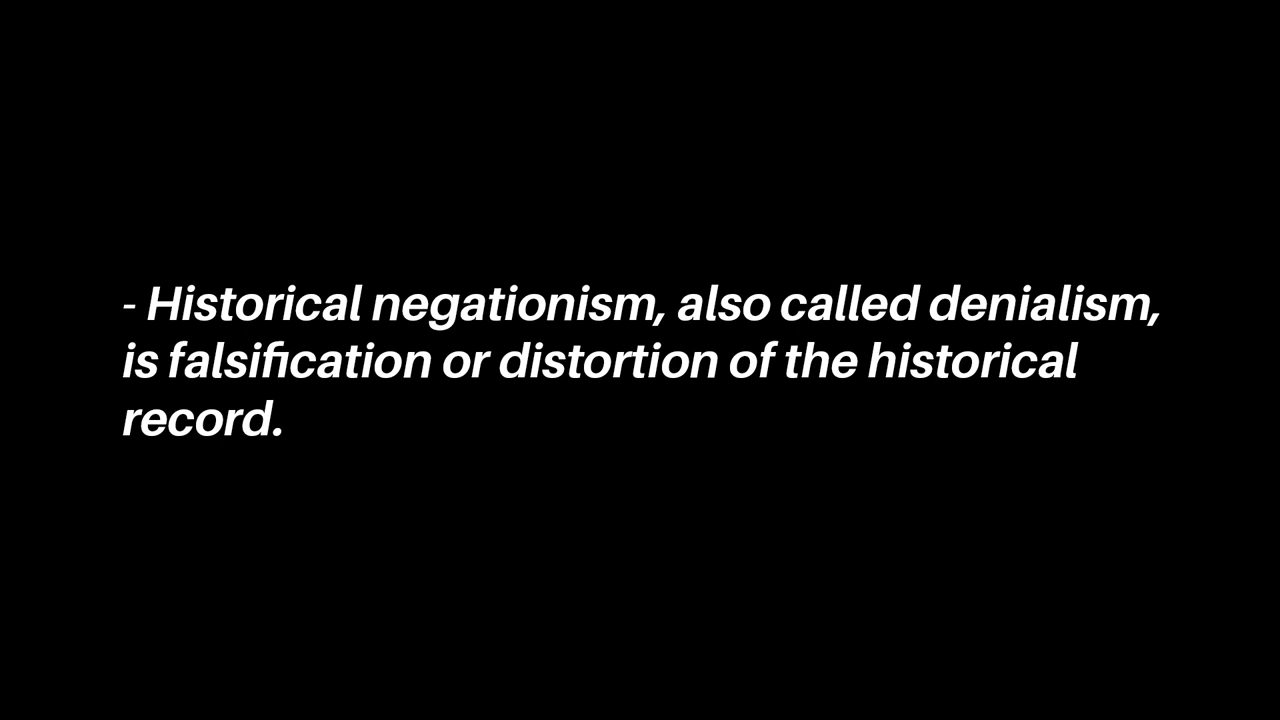 - Historical negationism, also called denialism,
is falsification or distortion of the historical
record.